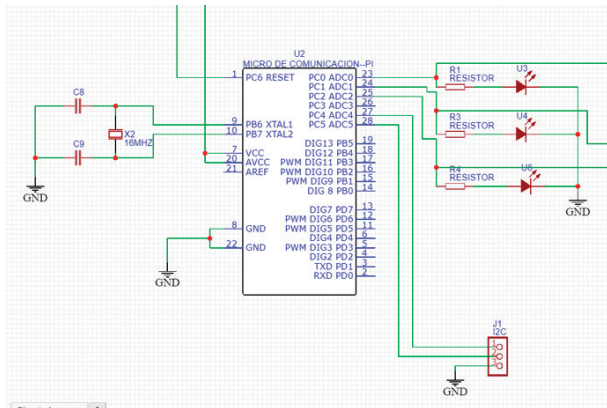 U2
MICRO DE COMUNICACION--PI
1 PC6 RESET
9 PB6 XTAL1
10 PB7 XTAL2
7 VCC
20 AVCC
21 AREF
8 GND
22 GND
PC0 ADC0 23
PC1 ADC1 24
PC2 ADC2 25
PC3 ADC3 26
PC4 ADC4 27
PC5 ADC5 28
DIG13 PB5 19
DIG12 PB4 18
PWM DIG11 PB3 17
PWM DIG10 PB2 16
PWM DIG9 PB1 15
DIG 8 PB0 14
DIG7 PD7 13
PWM DIG6 PD6 12
PWM DIG5 PD5 11
DIG4 PD4 6
PWM DIG3 PD3 5
DIG2 PD2 4
TXD PD1 3
RXD PD0 2
C8
X2
16MHZ
C9
GND
GND
R1
RESISTOR
U3
R3
RESISTOR
U4
R4
RESISTOR
U6
GND
J1
I2C
1
2
3
GND